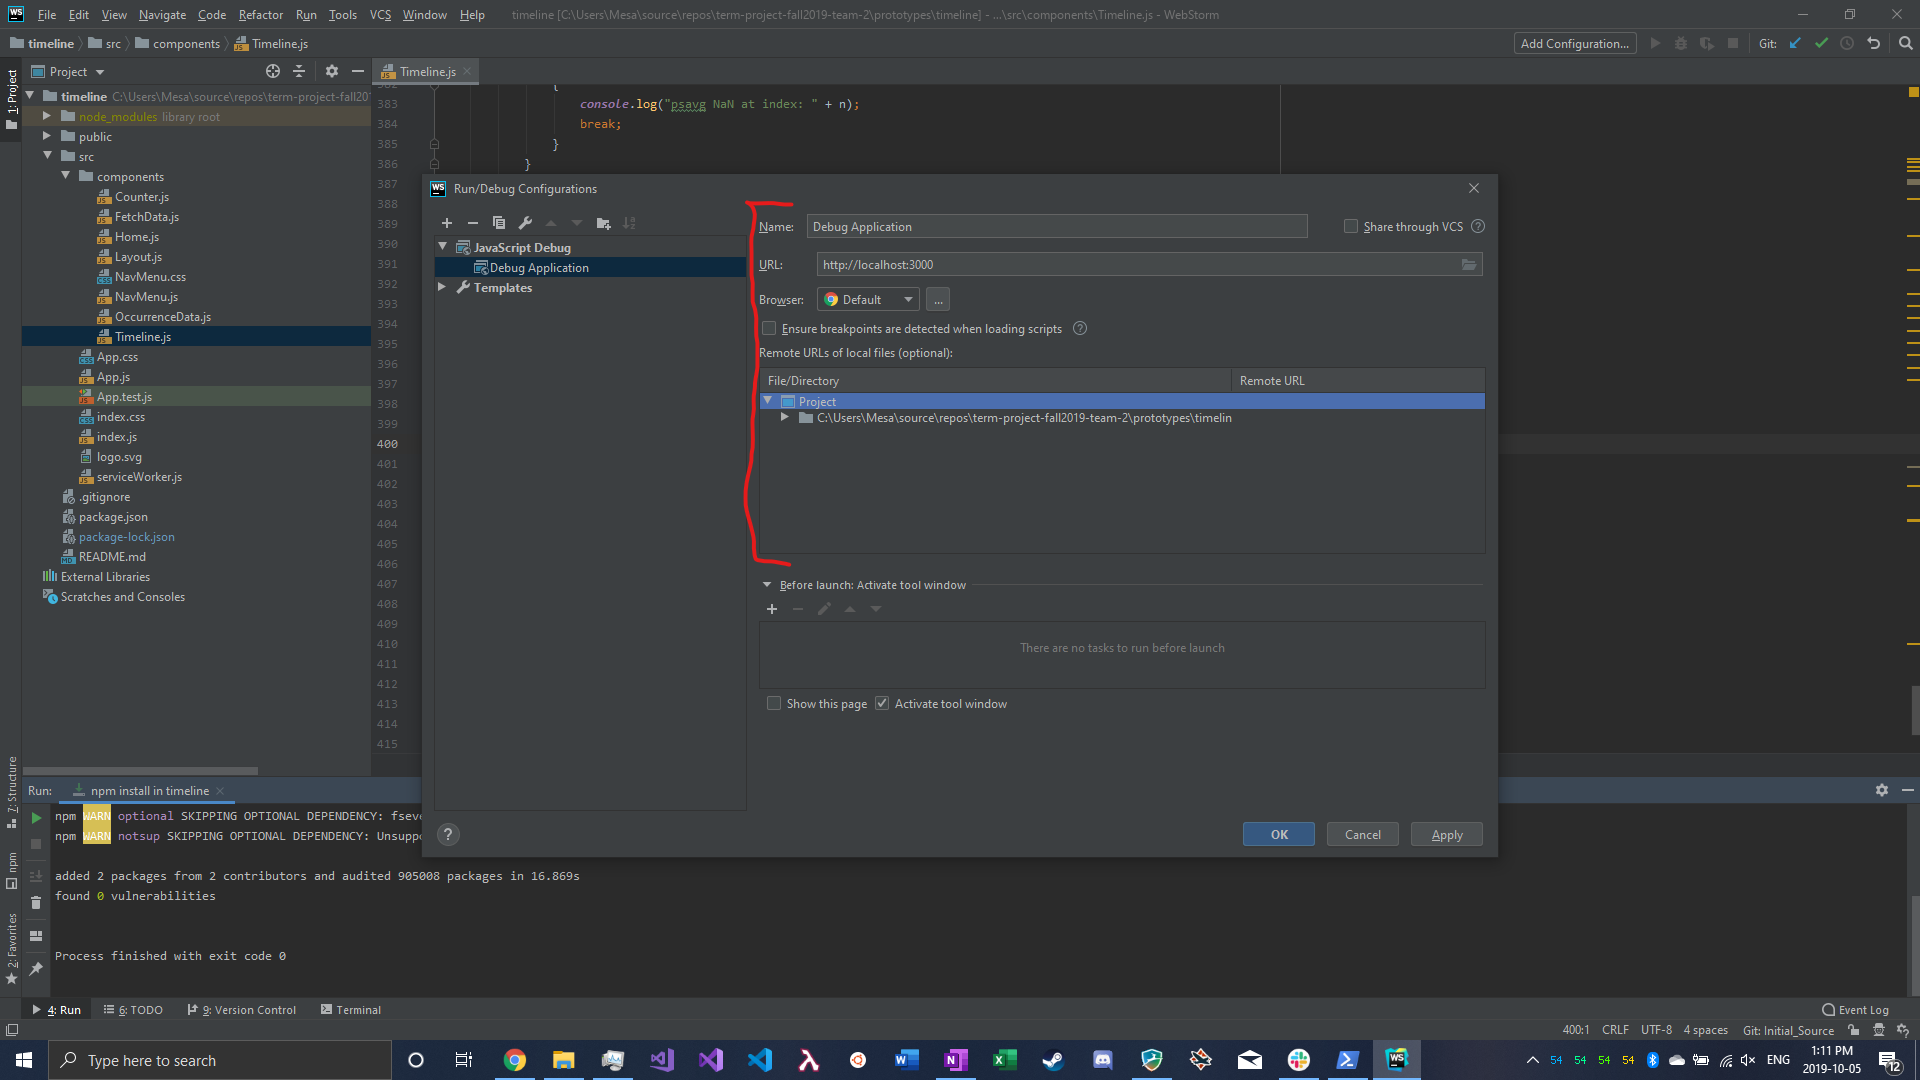 WS File Edit View Navigate Code Refactor Run Tools VCS Window Help timeline [C:\Users\Mesa\source\repos\term-project-fall2019-team-2\prototypes\timeline] - ...\src\components\Timeline.js - WebStorm
timeline src components Timeline.js Add Configuration... Git:
Project Timeline.js
1: Project
timeline C:\Users\Mesa\source\repos\term-project-fall20
node_modules library root
public
src
components
Counter.js
FetchData.js
Home.js
Layout.js
NavMenu.css
NavMenu.js
OccurrenceData.js
Timeline.js
App.css
App.js
App.test.js
index.css
index.js
logo.svg
serviceWorker.js
.gitignore
package.json
package-lock.json
README.md
External Libraries
Scratches and Consoles
382 {
383 console.log("psavg NaN at index: " + n);
384 break;
385 }
386 }
387
388
389
390
391
392
393
394
395
396
397
398
399
400
401
402
403
404
405
406
407
408
409
410
411
412
413
414
415
WS Run/Debug Configurations
JavaScript Debug
Debug Application
Templates
Name: Debug Application Share through VCS
URL: http://localhost:3000
Browser: Default ...
Ensure breakpoints are detected when loading scripts
Remote URLs of local files (optional):
File/Directory Remote URL
Project
C:\Users\Mesa\source\repos\term-project-fall2019-team-2\prototypes\timelin
Before launch: Activate tool window
There are no tasks to run before launch
Show this page Activate tool window
? OK Cancel Apply
7: Structure
npm
2: Favorites
Run: npm install in timeline
npm WARN optional SKIPPING OPTIONAL DEPENDENCY: fseve
npm WARN notsup SKIPPING OPTIONAL DEPENDENCY: Unsuppo
added 2 packages from 2 contributors and audited 905008 packages in 16.869s
found 0 vulnerabilities
Process finished with exit code 0
4: Run 6: TODO 9: Version Control Terminal Event Log
400:1 CRLF UTF-8 4 spaces Git: Initial_Source
Type here to search
54 54 54 54 ENG 1:11 PM
2019-10-05 12